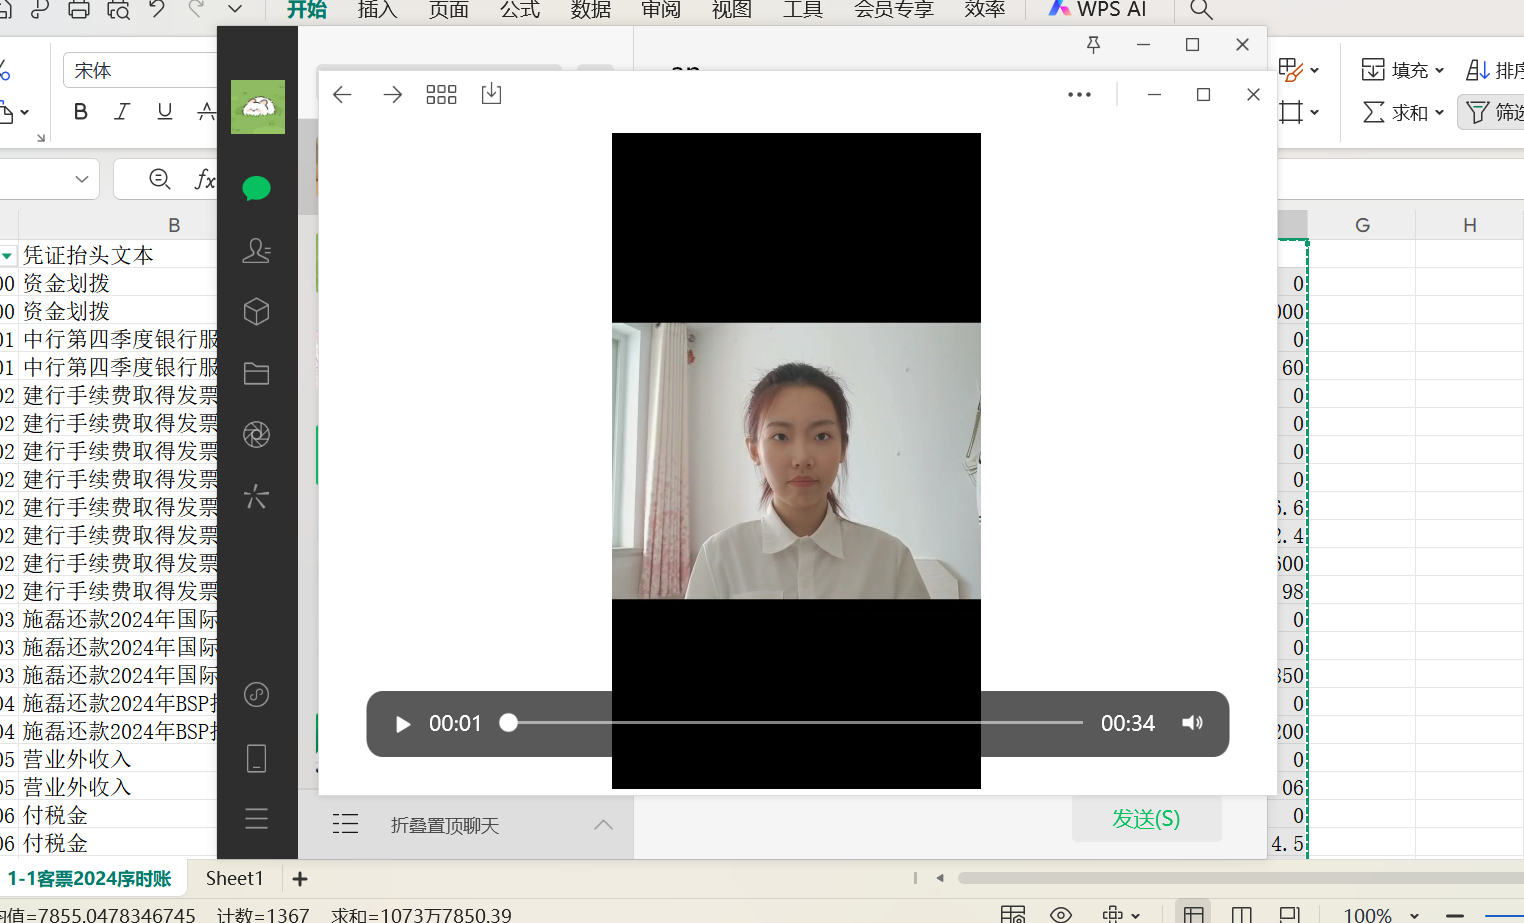 开始 插入 页面 公式 数据 审阅 视图 工具 会员专享 效率 WPS AI
宋体
B I U A
填充 排序
求和 筛选
fx
B G H
凭证抬头文本
00 资金划拨 0
00 资金划拨 000
01 中行第四季度银行服 0
01 中行第四季度银行服 60
02 建行手续费取得发票 0
02 建行手续费取得发票 0
02 建行手续费取得发票 0
02 建行手续费取得发票 0
02 建行手续费取得发票 6.6
02 建行手续费取得发票 2.4
02 建行手续费取得发票 600
02 建行手续费取得发票 98
03 施磊还款2024年国际 0
03 施磊还款2024年国际 0
03 施磊还款2024年国际 350
04 施磊还款2024年BSP 0
04 施磊还款2024年BSP 200
05 营业外收入 0
05 营业外收入 06
06 付税金 0
06 付税金 4.5
00:01 00:34
折叠置顶聊天
发送(S)
1-1客票2024序时账 Sheet1 +
均值=7855.0478346745 计数=1367 求和=1073万7850.39 100%